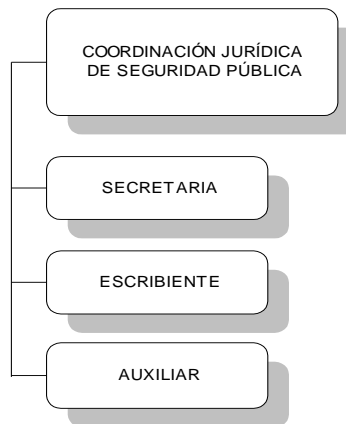 COORDINACIÓN JURÍDICA
DE SEGURIDAD PÚBLICA
SECRETARIA
ESCRIBIENTE
AUXILIAR